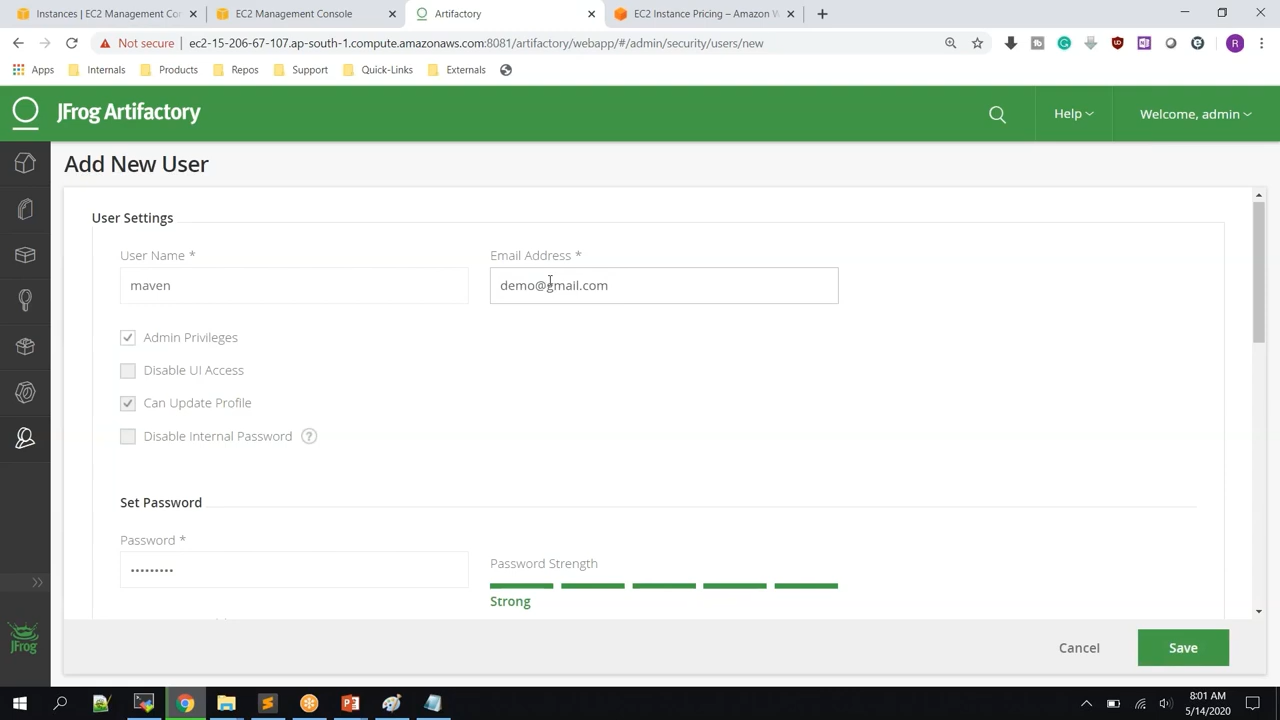 Instances | EC2 Management Con
EC2 Management Console
Artifactory
EC2 Instance Pricing – Amazon W
Not secure | ec2-15-206-67-107.ap-south-1.compute.amazonaws.com:8081/artifactory/webapp/#/admin/security/users/new
R
Apps
Internals
Products
Repos
Support
Quick-Links
Externals
JFrog Artifactory
Help
Welcome, admin
Add New User
User Settings
User Name *
Email Address *
maven
demo@gmail.com
Admin Privileges
Disable UI Access
Can Update Profile
Disable Internal Password ?
Set Password
Password *
•••••••••
Password Strength
Strong
JFrog
Cancel
Save
8:01 AM
5/14/2020